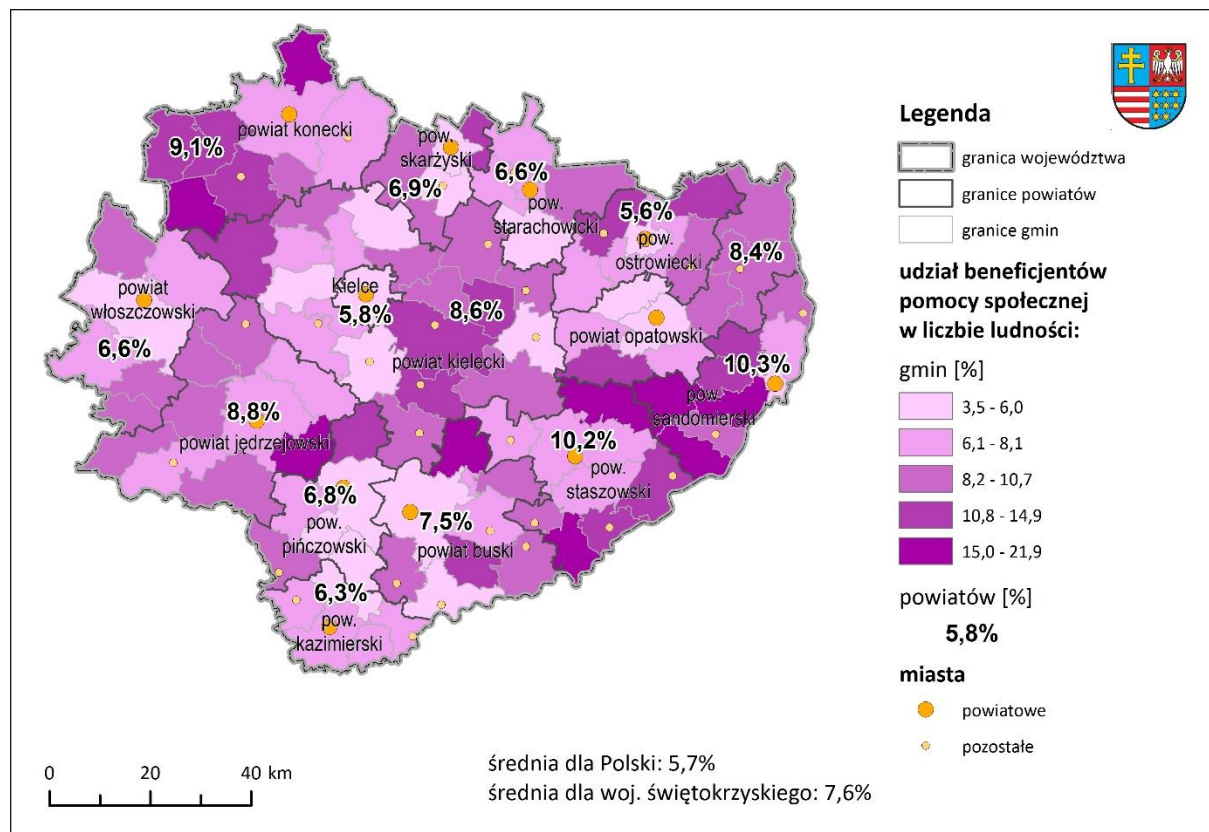 powiat konecki
9,1%
pow.
skarżyski
6,9%
6,6%
pow.
starachowicki
5,6%
pow.
ostrowiecki
8,4%
powiat
włoszczowski
6,6%
Kielce
5,8%
8,6%
powiat kielecki
powiat opatowski
10,3%
pow.
sandomierski
8,8%
powiat jędrzejowski
10,2%
pow.
staszowski
6,8%
pow.
pińczowski
7,5%
powiat buski
6,3%
pow.
kazimierski
Legenda
granica województwa
granice powiatów
granice gmin
udział beneficjentów
pomocy społecznej
w liczbie ludności:
gmin [%]
3,5 - 6,0
6,1 - 8,1
8,2 - 10,7
10,8 - 14,9
15,0 - 21,9
powiatów [%]
5,8%
miasta
powiatowe
pozostałe
0 20 40 km
średnia dla Polski: 5,7%
średnia dla woj. świętokrzyskiego: 7,6%